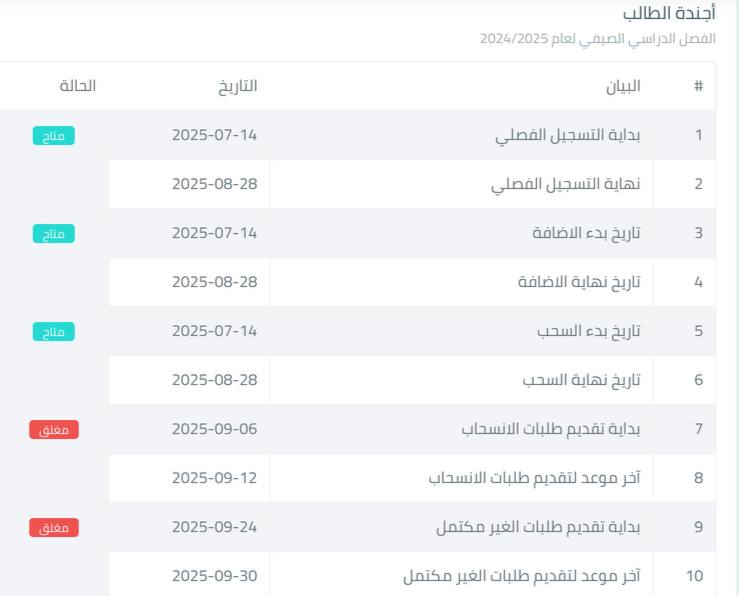 أجندة الطالب
الفصل الدراسي الصيفي لعام 2024/2025
# البيان التاريخ الحالة
1 بداية التسجيل الفصلي 2025-07-14 متاح
2 نهاية التسجيل الفصلي 2025-08-28
3 تاريخ بدء الاضافة 2025-07-14 متاح
4 تاريخ نهاية الاضافة 2025-08-28
5 تاريخ بدء السحب 2025-07-14 متاح
6 تاريخ نهاية السحب 2025-08-28
7 بداية تقديم طلبات الانسحاب 2025-09-06 مغلق
8 آخر موعد لتقديم طلبات الانسحاب 2025-09-12
9 بداية تقديم طلبات الغير مكتمل 2025-09-24 مغلق
10 آخر موعد لتقديم طلبات الغير مكتمل 2025-09-30